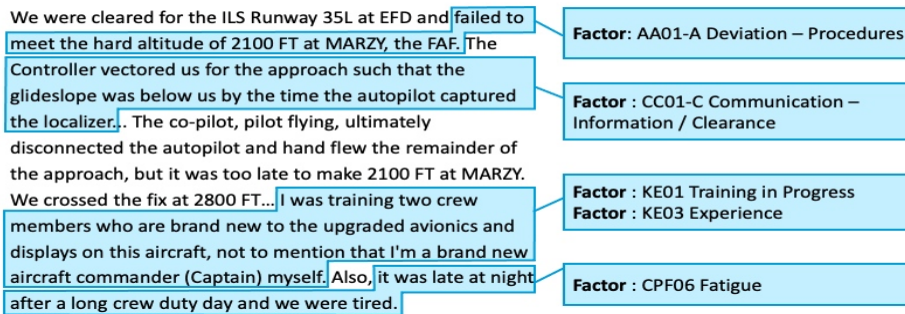 We were cleared for the ILS Runway 35L at EFD and failed to
meet the hard altitude of 2100 FT at MARZY, the FAF. The
Controller vectored us for the approach such that the
glideslope was below us by the time the autopilot captured
the localizer... The co-pilot, pilot flying, ultimately
disconnected the autopilot and hand flew the remainder of
the approach, but it was too late to make 2100 FT at MARZY.
We crossed the fix at 2800 FT... I was training two crew
members who are brand new to the upgraded avionics and
displays on this aircraft, not to mention that I'm a brand new
aircraft commander (Captain) myself. Also, it was late at night
after a long crew duty day and we were tired.
Factor: AA01-A Deviation – Procedures
Factor : CC01-C Communication –
Information / Clearance
Factor : KE01 Training in Progress
Factor : KE03 Experience
Factor : CPF06 Fatigue